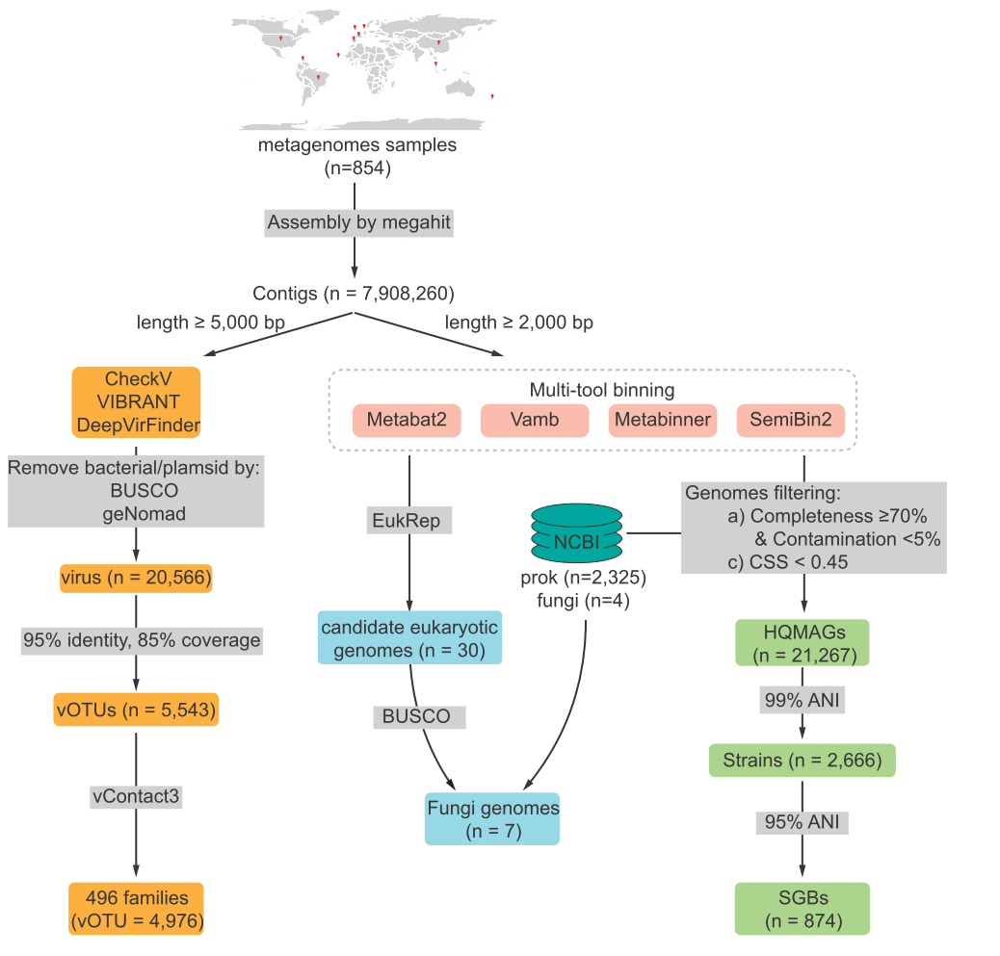 metagenomes samples
(n=854)
Assembly by megahit
Contigs (n = 7,908,260)
length ≥ 5,000 bp
length ≥ 2,000 bp
CheckV
VIBRANT
DeepVirFinder
Remove bacterial/plamsid by:
BUSCO
geNomad
virus (n = 20,566)
95% identity, 85% coverage
vOTUs (n = 5,543)
vContact3
496 families
(vOTU = 4,976)
Multi-tool binning
Metabat2
Vamb
Metabinner
SemiBin2
EukRep
candidate eukaryotic
genomes (n = 30)
BUSCO
NCBI
prok (n=2,325)
fungi (n=4)
Fungi genomes
(n = 7)
Genomes filtering:
a) Completeness ≥70%
& Contamination <5%
c) CSS < 0.45
HQMAGs
(n = 21,267)
99% ANI
Strains (n = 2,666)
95% ANI
SGBs
(n = 874)